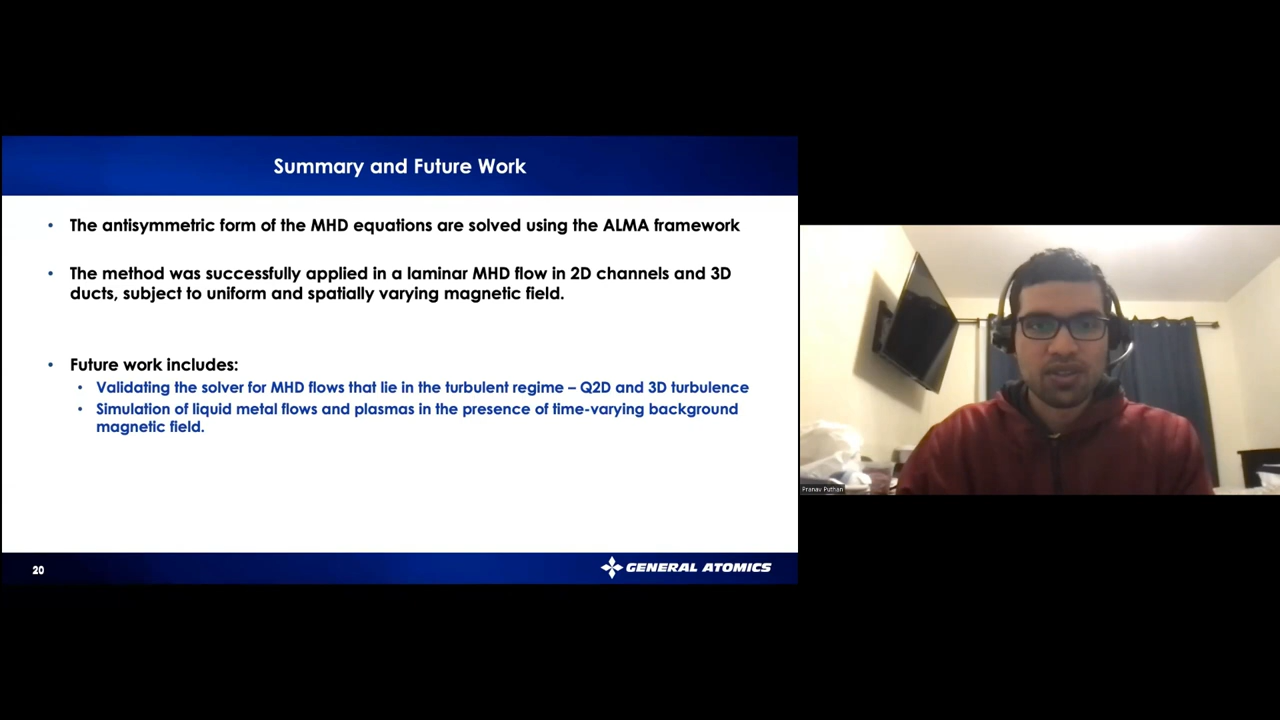 Summary and Future Work
• The antisymmetric form of the MHD equations are solved using the ALMA framework
• The method was successfully applied in a laminar MHD flow in 2D channels and 3D
ducts, subject to uniform and spatially varying magnetic field.
• Future work includes:
• Validating the solver for MHD flows that lie in the turbulent regime – Q2D and 3D turbulence
• Simulation of liquid metal flows and plasmas in the presence of time-varying background
magnetic field.
20
GENERAL ATOMICS
Pranav Puthan